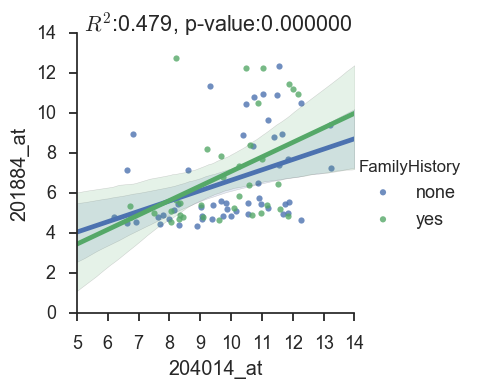 R²:0.479, p-value:0.000000
14
12
10
8
6
4
2
0
201884_at
5 6 7 8 9 10 11 12 13 14
204014_at
FamilyHistory
none
yes